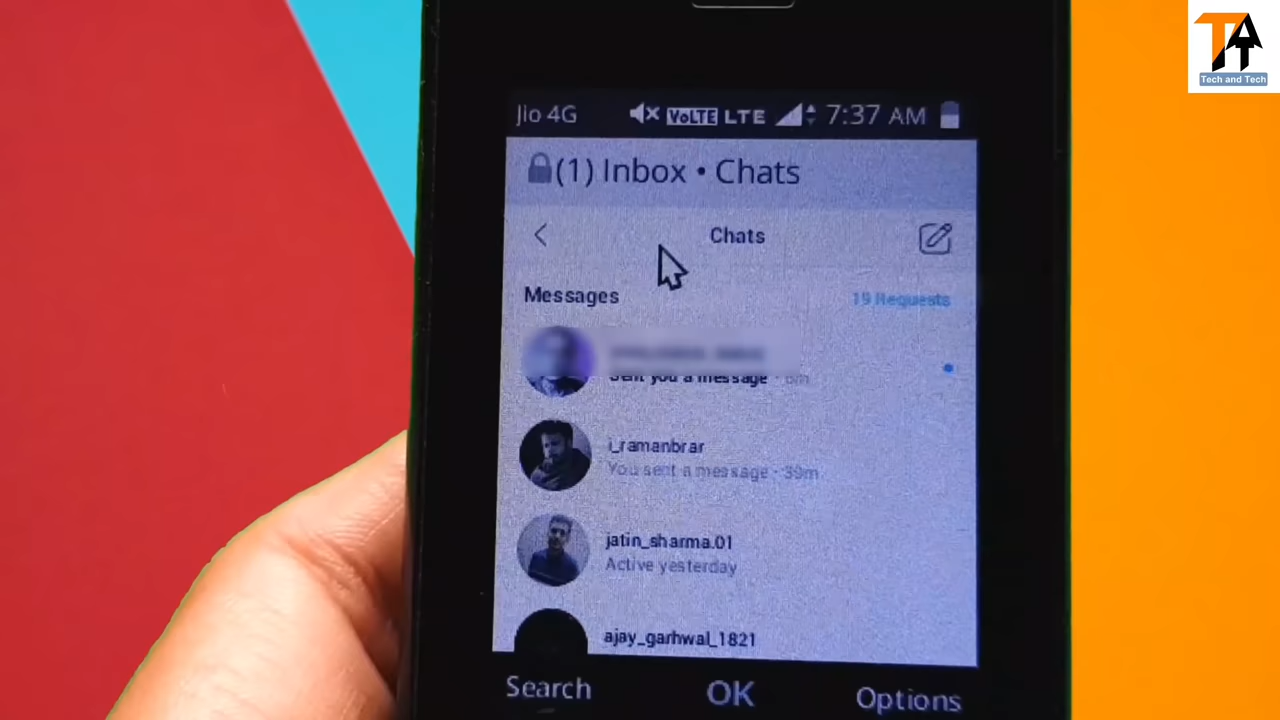 TAT
Tech and Tech
Jio 4G VoLTE LTE 7:37 AM
(1) Inbox • Chats
Chats
Messages 19 Requests
Sent you a message ·
i_ramanbrar
You sent a message · 39m
jatin_sharma.01
Active yesterday
ajay_garhwal_1821
Search OK Options